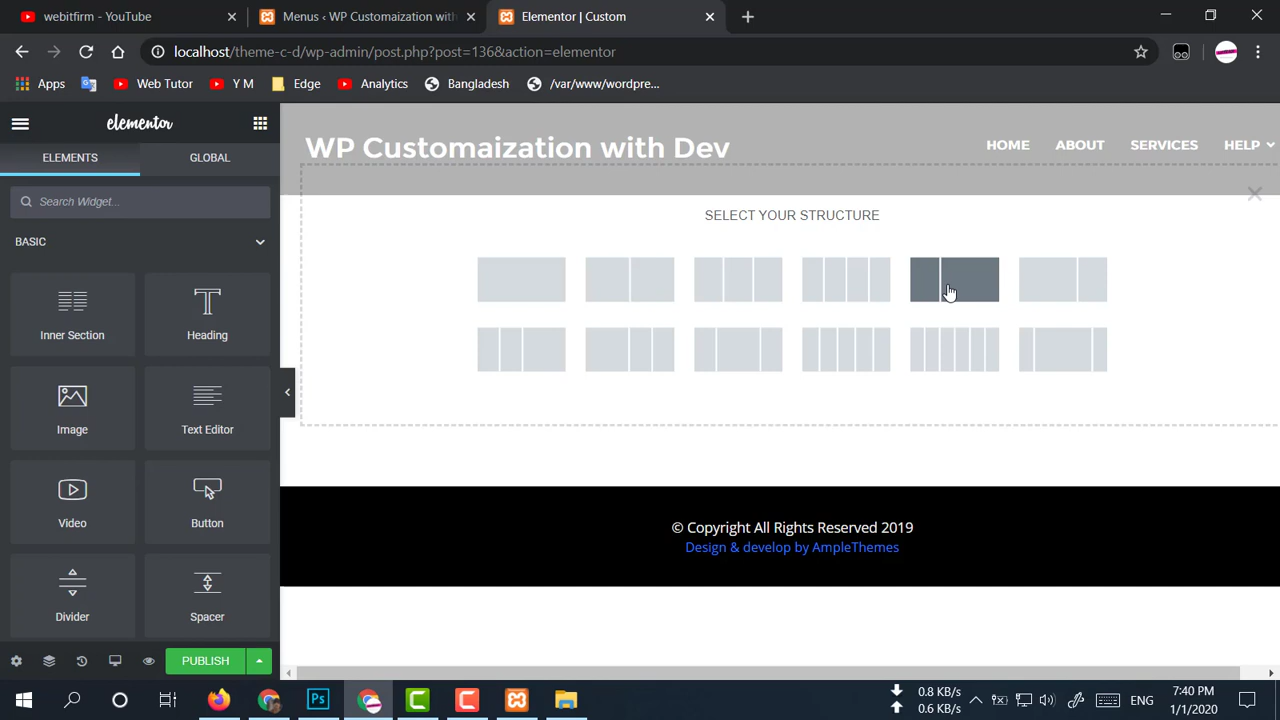 webitfirm - YouTube
Menus ‹ WP Customaization with
Elementor | Custom
localhost/theme-c-d/wp-admin/post.php?post=136&action=elementor
Apps
Web Tutor
Y M
Edge
Analytics
Bangladesh
/var/www/wordpre...
elementor
ELEMENTS
GLOBAL
Search Widget...
BASIC
Inner Section
Heading
Image
Text Editor
Video
Button
Divider
Spacer
PUBLISH
WP Customaization with Dev
HOME
ABOUT
SERVICES
HELP
SELECT YOUR STRUCTURE
© Copyright All Rights Reserved 2019
Design & develop by AmpleThemes
Ps
0.8 KB/s
0.6 KB/s
ENG
7:40 PM
1/1/2020